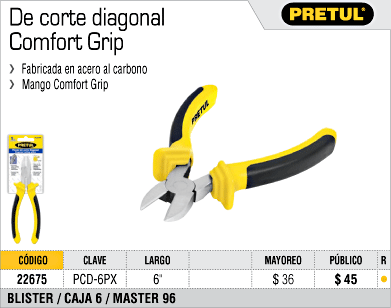 De corte diagonal
Comfort Grip
PRETUL®
› Fabricada en acero al carbono
› Mango Comfort Grip
PRETUL
CÓDIGO CLAVE LARGO MAYOREO PÚBLICO R
22675 PCD-6PX 6" $ 36 $ 45 •
BLISTER / CAJA 6 / MASTER 96